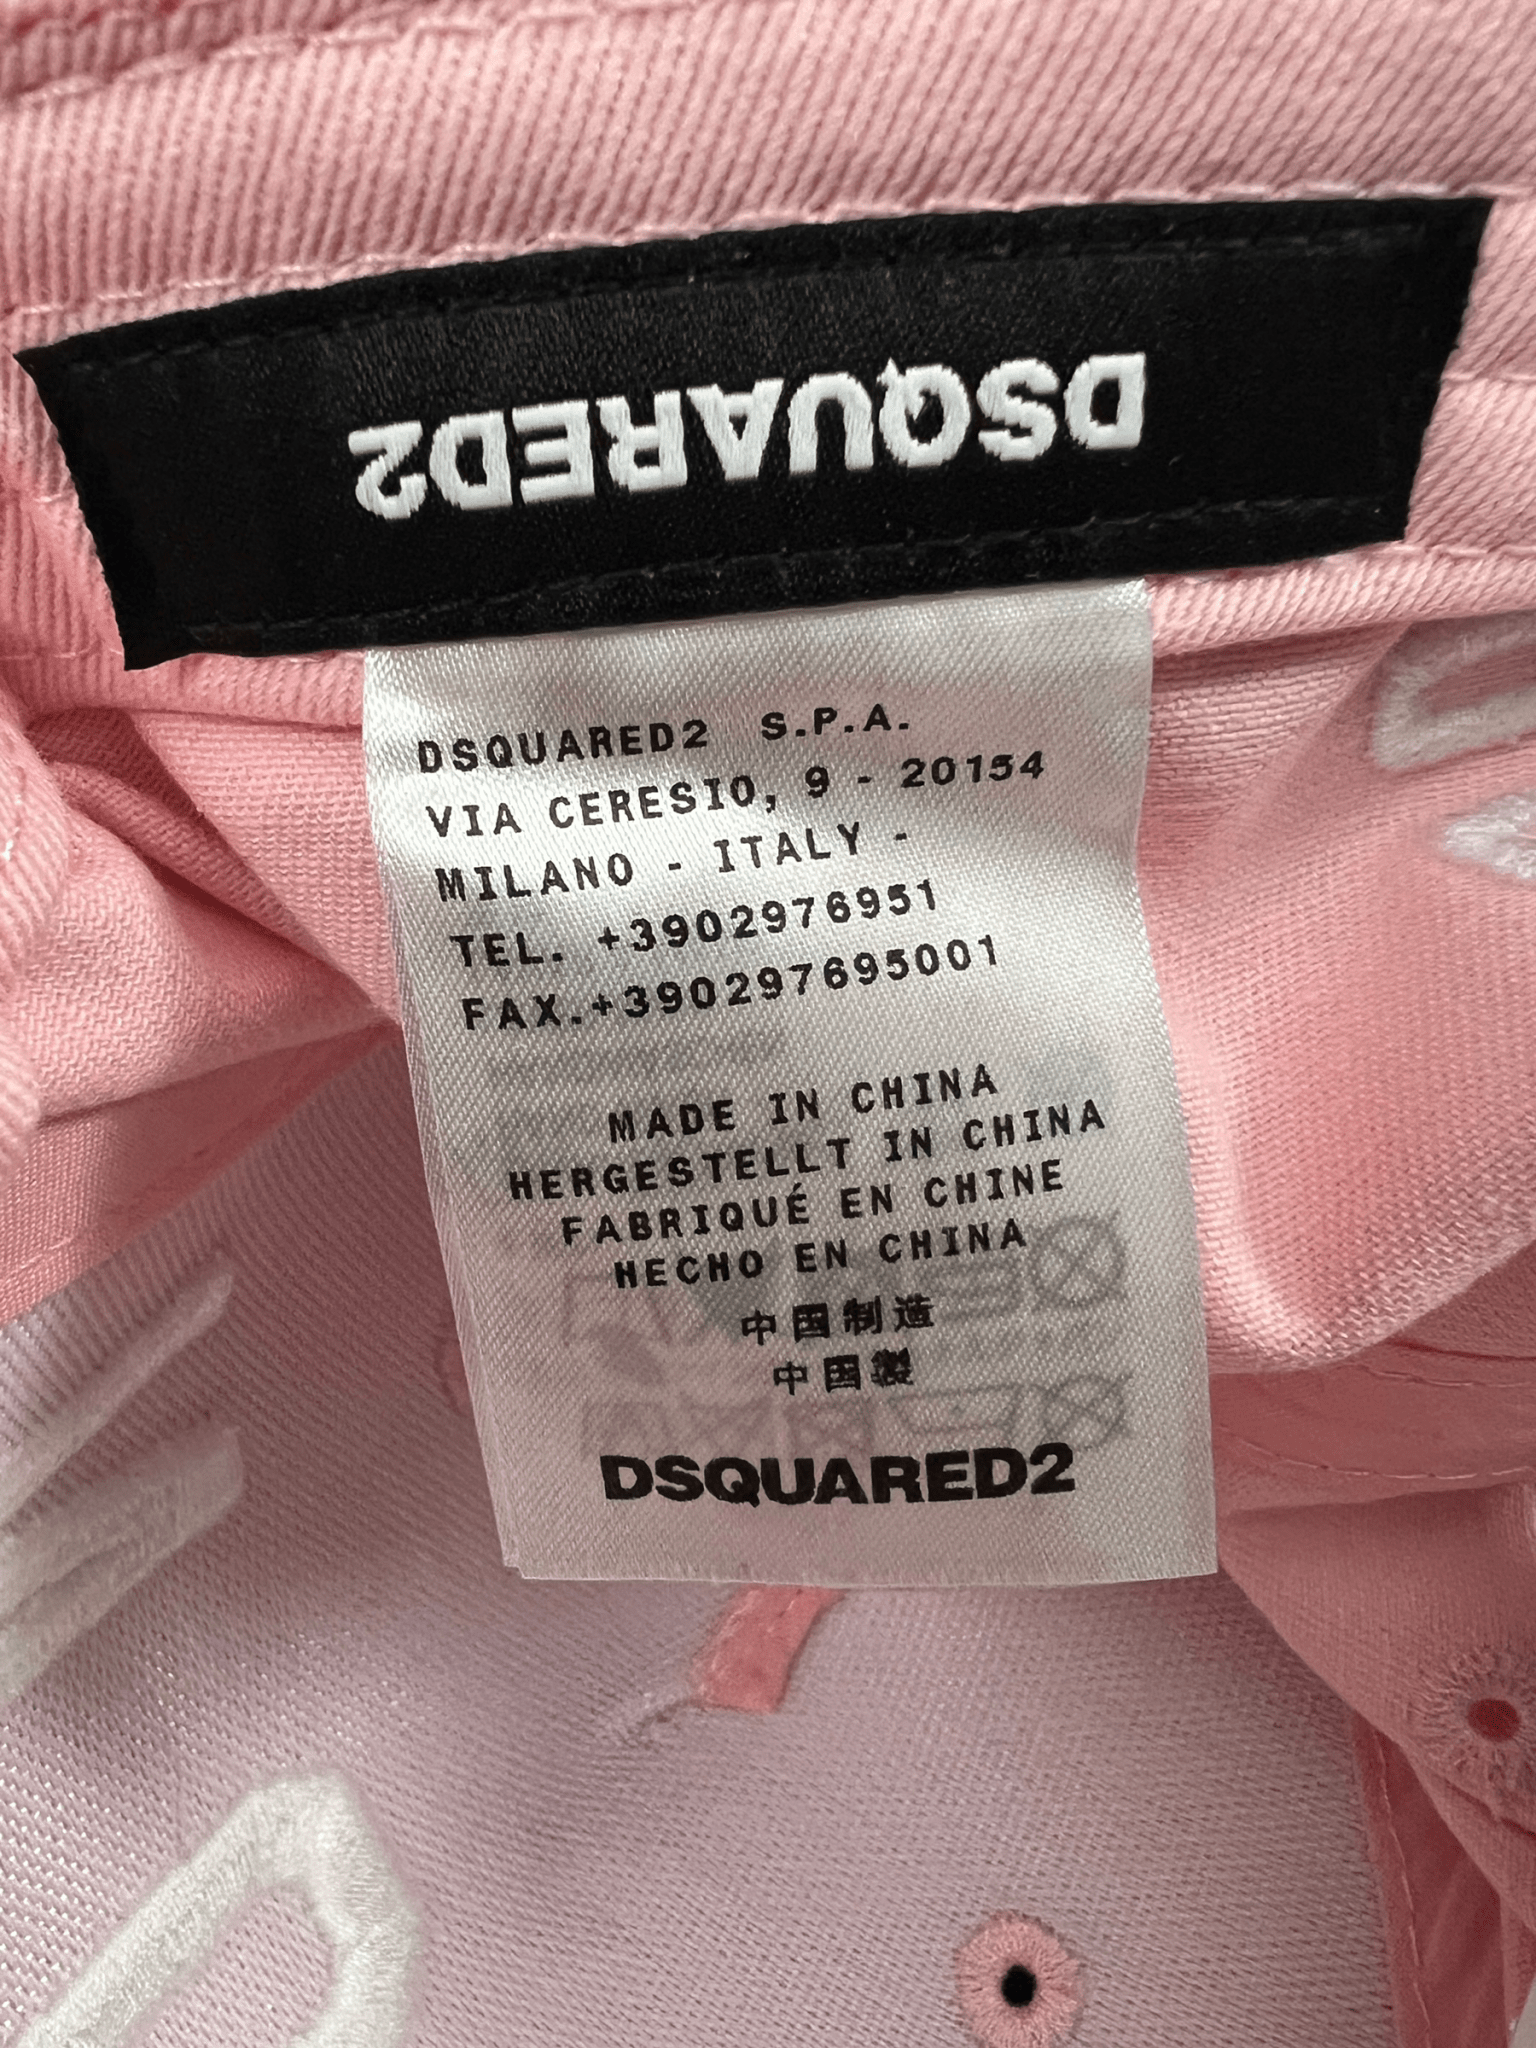 DSQUARED2
DSQUARED2 S.P.A.
VIA CERESIO, 9 - 20154
MILANO - ITALY -
TEL. +3902976951
FAX.+390297695001
MADE IN CHINA
HERGESTELLT IN CHINA
FABRIQUÉ EN CHINE
HECHO EN CHINA
中国制造
中国製
DSQUARED2